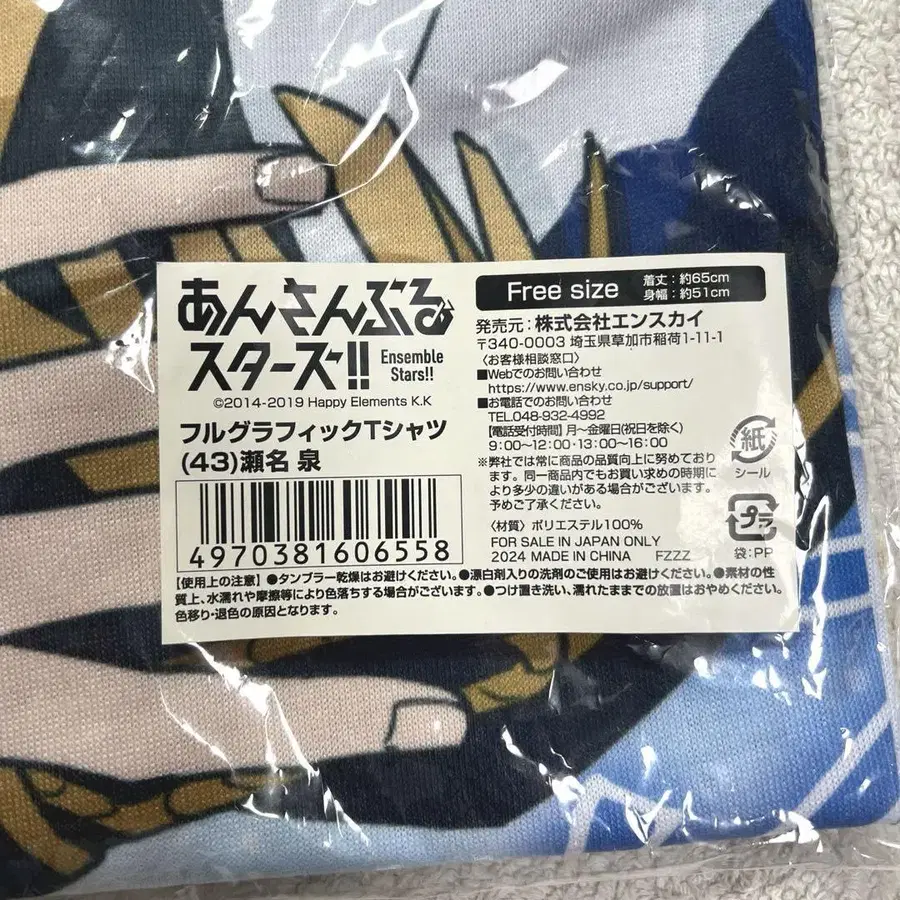 あんさんぶる
スターズ!!
Ensemble
Stars!!
©2014-2019 Happy Elements K.K
フルグラフィックTシャツ
(43)瀬名 泉
4970381606558
Free size
着丈:約65cm
身幅:約51cm
発売元:株式会社エンスカイ
〒340-0003 埼玉県草加市稲荷1-11-1
〈お客様相談窓口〉
■Webでのお問い合わせ
https://www.ensky.co.jp/support/
■お電話でのお問い合わせ
TEL.048-932-4992
【電話受付時間】月~金曜日(祝日を除く)
9:00~12:00・13:00~16:00
※弊社では常に商品の品質向上に努めており
ます。同一商品内でもお買い求めの時期に
より多少の違いがある場合がございます。
予めご了承ください。
〈材質〉ポリエステル100%
FOR SALE IN JAPAN ONLY
2024 MADE IN CHINA FZZZ
紙
シール
プラ
袋:PP
【使用上の注意】●タンブラー乾燥はお避けください。●漂白剤入りの洗剤のご使用はお避けください。●素材の性
質上、水濡れや摩擦等により色落ちする場合がございます。●つけ置き洗い、濡れたままでの放置はおやめください。
色移り・退色の原因となります。